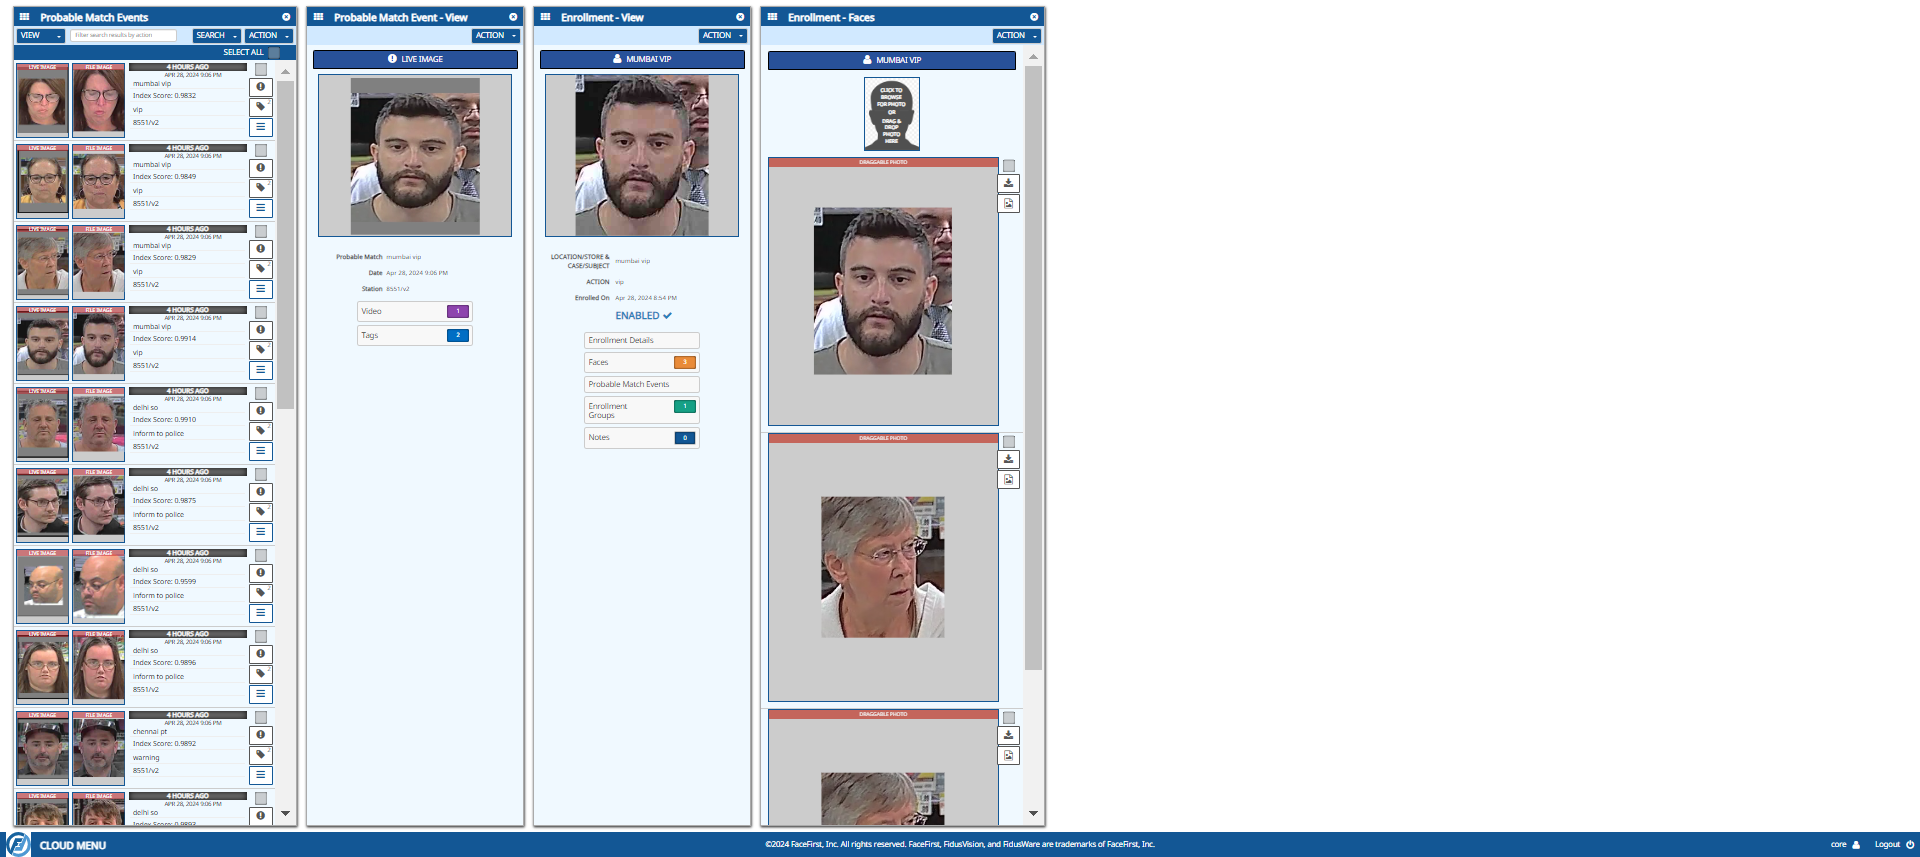 Probable Match Events
VIEW
Filter search results by action
SEARCH
ACTION
SELECT ALL
LIVE IMAGE
FILE IMAGE
4 HOURS AGO
APR 28, 2024 9:06 PM
mumbai vip
Index Score: 0.9832
vip
8551/v2
2
LIVE IMAGE
FILE IMAGE
4 HOURS AGO
APR 28, 2024 9:06 PM
mumbai vip
Index Score: 0.9849
vip
8551/v2
2
LIVE IMAGE
FILE IMAGE
4 HOURS AGO
APR 28, 2024 9:06 PM
mumbai vip
Index Score: 0.9829
vip
8551/v2
2
LIVE IMAGE
FILE IMAGE
4 HOURS AGO
APR 28, 2024 9:06 PM
mumbai vip
Index Score: 0.9914
vip
8551/v2
2
LIVE IMAGE
FILE IMAGE
4 HOURS AGO
APR 28, 2024 9:06 PM
delhi so
Index Score: 0.9910
inform to police
8551/v2
2
LIVE IMAGE
FILE IMAGE
4 HOURS AGO
APR 28, 2024 9:06 PM
delhi so
Index Score: 0.9875
inform to police
8551/v2
2
LIVE IMAGE
FILE IMAGE
4 HOURS AGO
APR 28, 2024 9:06 PM
delhi so
Index Score: 0.9599
inform to police
8551/v2
2
LIVE IMAGE
FILE IMAGE
4 HOURS AGO
APR 28, 2024 9:06 PM
delhi so
Index Score: 0.9896
inform to police
8551/v2
2
LIVE IMAGE
FILE IMAGE
4 HOURS AGO
APR 28, 2024 9:06 PM
chennai pt
Index Score: 0.9892
warning
8551/v2
2
LIVE IMAGE
FILE IMAGE
4 HOURS AGO
APR 28, 2024 9:06 PM
delhi so
Index Score: 0.9893
Probable Match Event - View
ACTION
LIVE IMAGE
Probable Match mumbai vip
Date Apr 28, 2024 9:06 PM
Station 8551/v2
Video 1
Tags 2
Enrollment - View
ACTION
MUMBAI VIP
LOCATION/STORE &
CASE/SUBJECT mumbai vip
ACTION vip
Enrolled On Apr 28, 2024 8:54 PM
ENABLED
Enrollment Details
Faces 3
Probable Match Events
Enrollment
Groups 1
Notes 0
Enrollment - Faces
ACTION
MUMBAI VIP
CLICK TO
BROWSE
FOR PHOTO
OR
DRAG &
DROP
PHOTO
HERE
DRAGGABLE PHOTO
DRAGGABLE PHOTO
DRAGGABLE PHOTO
CLOUD MENU
©2024 FaceFirst, Inc. All rights reserved. FaceFirst, FidusVision, and FidusWare are trademarks of FaceFirst, Inc.
core
Logout